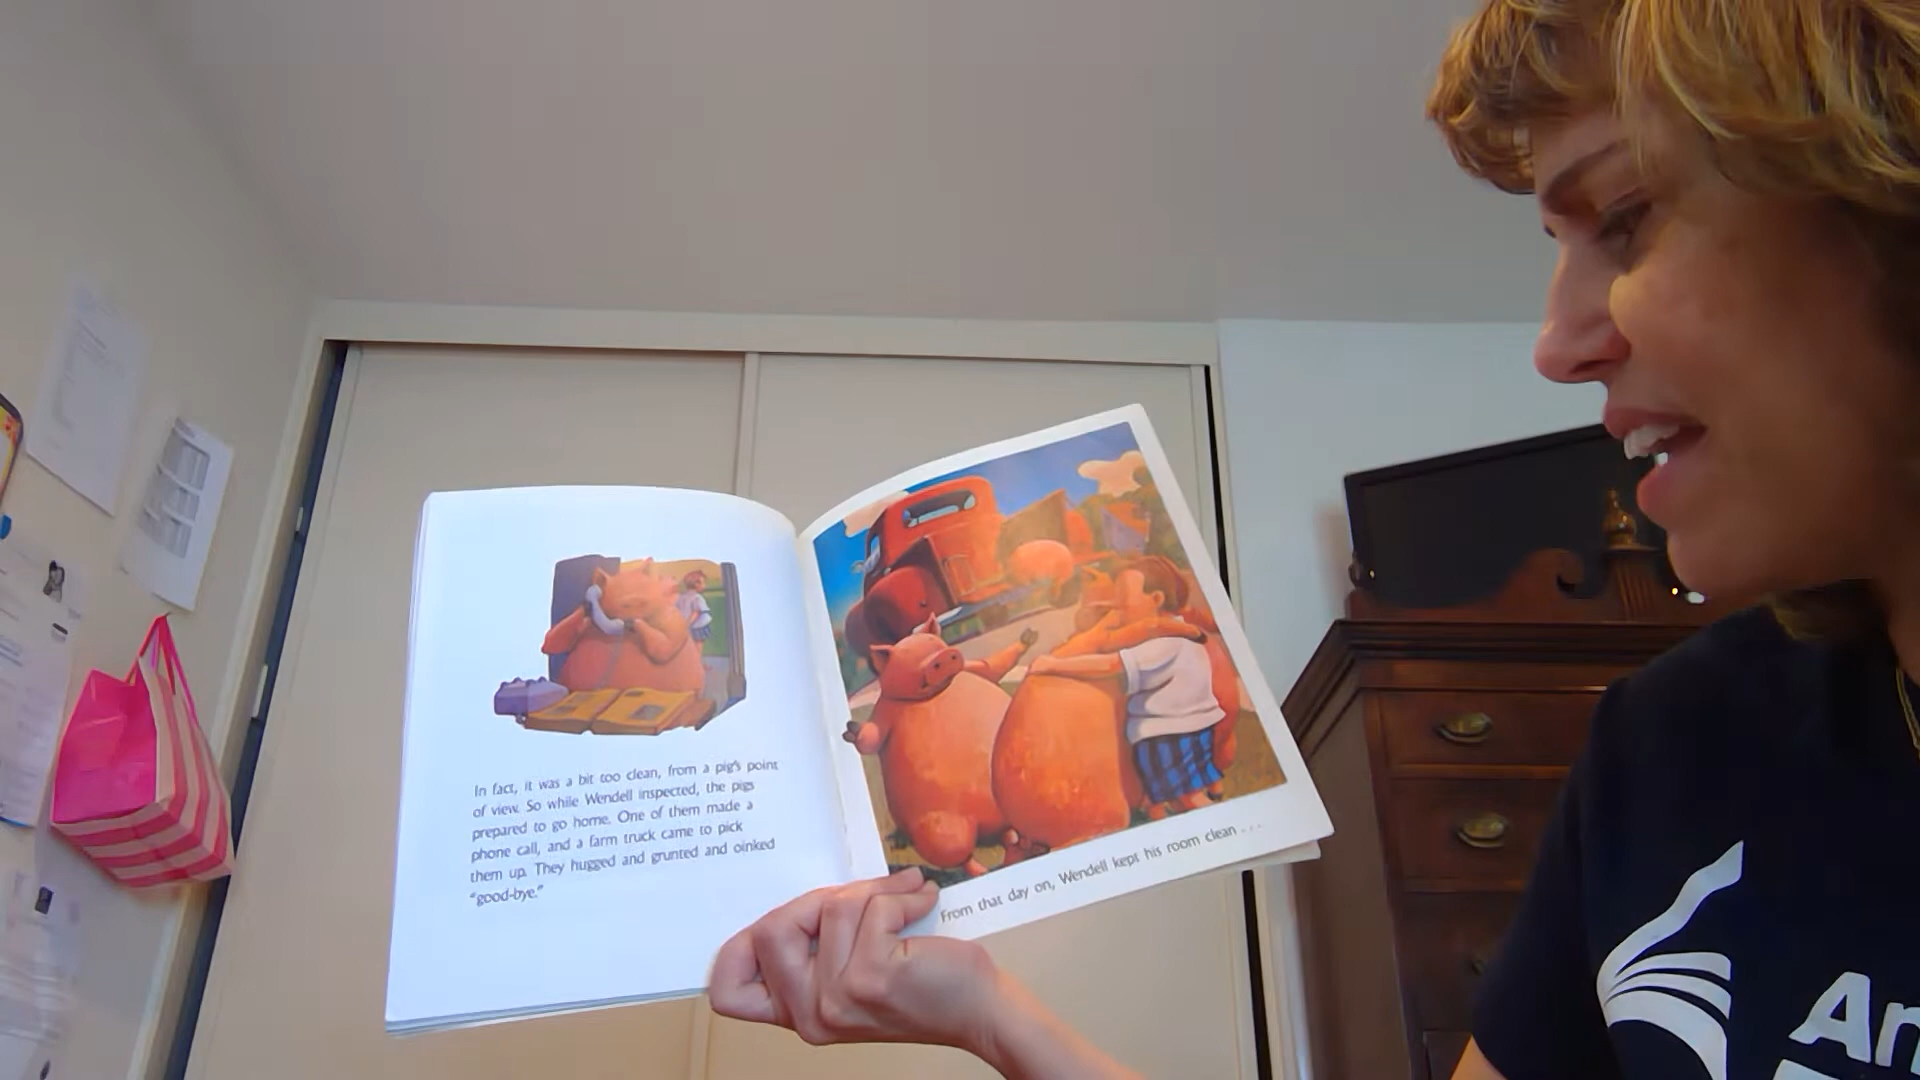 In fact, it was a bit too clean, from a pig's point
of view. So while Wendell inspected, the pigs
prepared to go home. One of them made a
phone call, and a farm truck came to pick
them up. They hugged and grunted and oinked
"good-bye."
From that day on, Wendell kept his room clean . . .
Am